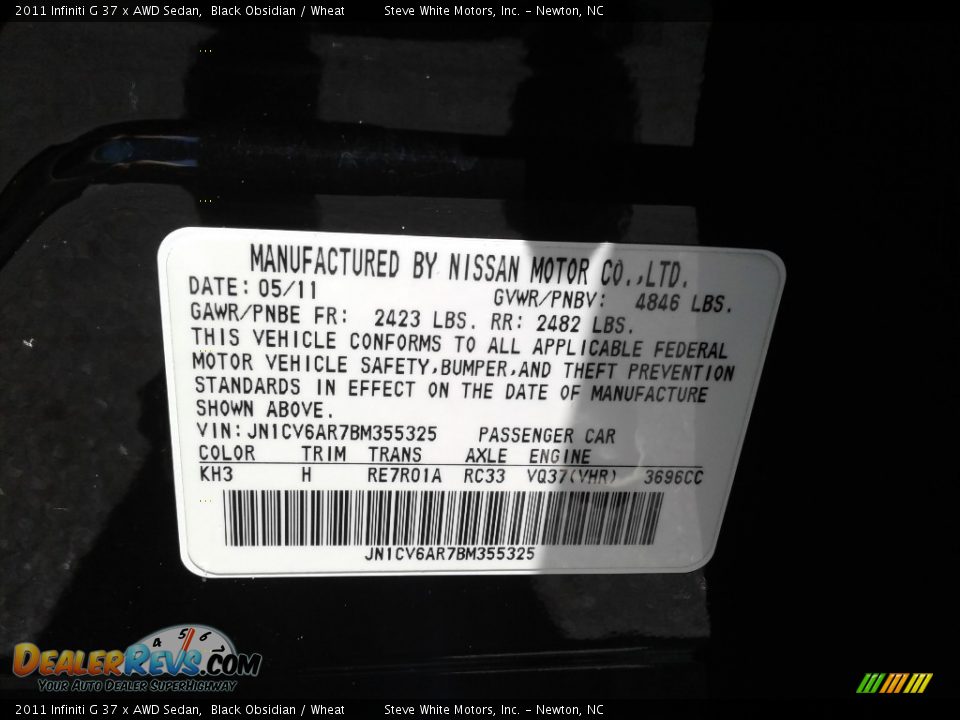 2011 Infiniti G 37 x AWD Sedan,  Black Obsidian / Wheat          Steve White Motors, Inc. - Newton, NC
MANUFACTURED BY NISSAN MOTOR CO.,LTD.
DATE: 05/11          GVWR/PNBV:  4846 LBS.
GAWR/PNBE FR:  2423 LBS. RR: 2482 LBS.
THIS VEHICLE CONFORMS TO ALL APPLICABLE FEDERAL
MOTOR VEHICLE SAFETY,BUMPER,AND THEFT PREVENTION
STANDARDS IN EFFECT ON THE DATE OF MANUFACTURE
SHOWN ABOVE.
VIN: JN1CV6AR7BM355325   PASSENGER CAR
COLOR   TRIM   TRANS   AXLE   ENGINE
KH3   H   RE7R01A   RC33   VQ37(VHR)   3696CC
JN1CV6AR7BM355325
4 5 6
DEALERREVS.COM
YOUR AUTO DEALER SUPERHIGHWAY
2011 Infiniti G 37 x AWD Sedan,  Black Obsidian / Wheat          Steve White Motors, Inc. - Newton, NC